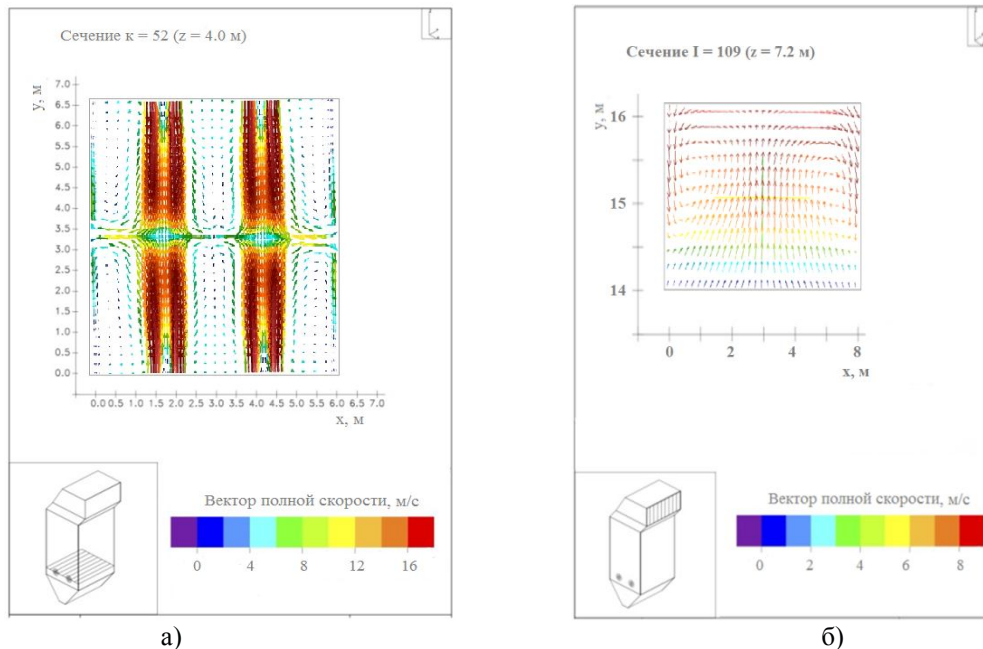 Сечение к = 52 (z = 4.0 м)
y, м
7.0
6.5
6.0
5.5
5.0
4.5
4.0
3.5
3.0
2.5
2.0
1.5
1.0
0.5
0.0
0.0 0.5 1.0 1.5 2.0 2.5 3.0 3.5 4.0 4.5 5.0 5.5 6.0 6.5 7.0
x, м
Вектор полной скорости, м/с
0 4 8 12 16
а)
Сечение I = 109 (z = 7.2 м)
y, м
16
15
14
0 2 4 6 8
x, м
Вектор полной скорости, м/с
0 2 4 6 8
б)